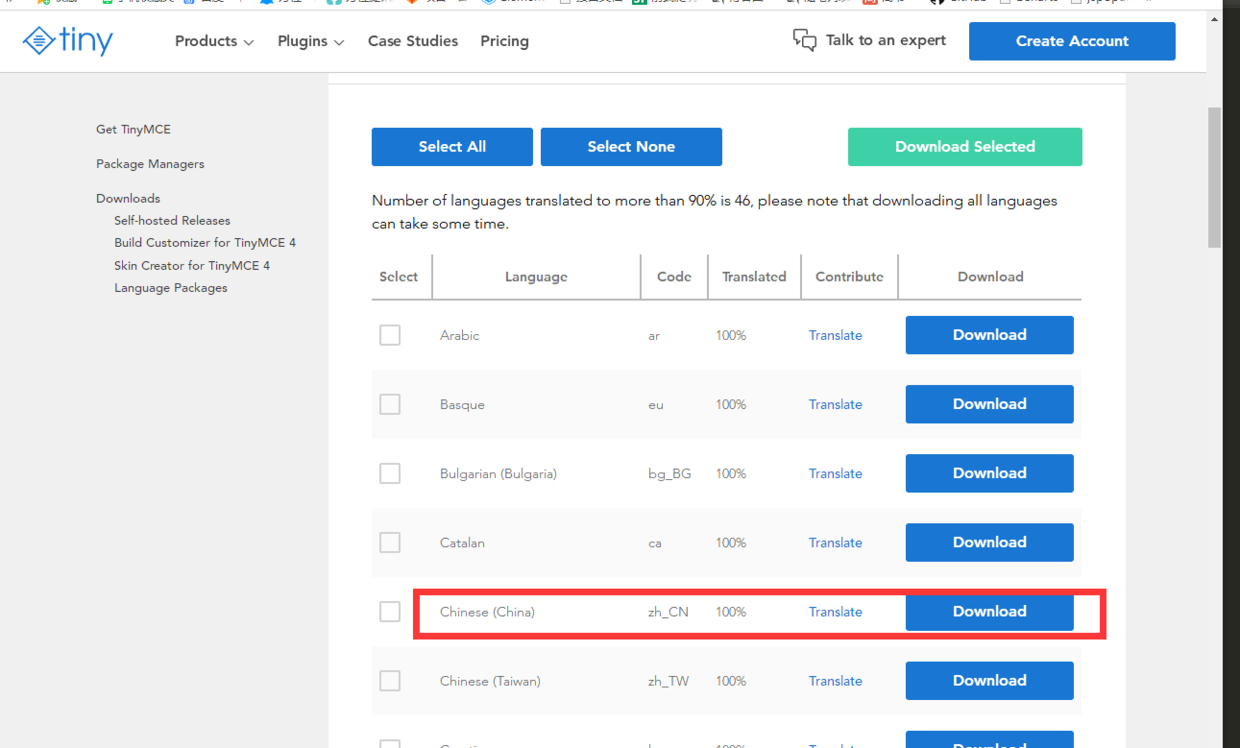 tiny
Products
Plugins
Case Studies
Pricing
Talk to an expert
Create Account
Get TinyMCE
Package Managers
Downloads
Self-hosted Releases
Build Customizer for TinyMCE 4
Skin Creator for TinyMCE 4
Language Packages
Select All
Select None
Download Selected
Number of languages translated to more than 90% is 46, please note that downloading all languages
can take some time.
Select Language Code Translated Contribute Download
Arabic ar 100% Translate Download
Basque eu 100% Translate Download
Bulgarian (Bulgaria) bg_BG 100% Translate Download
Catalan ca 100% Translate Download
Chinese (China) zh_CN 100% Translate Download
Chinese (Taiwan) zh_TW 100% Translate Download